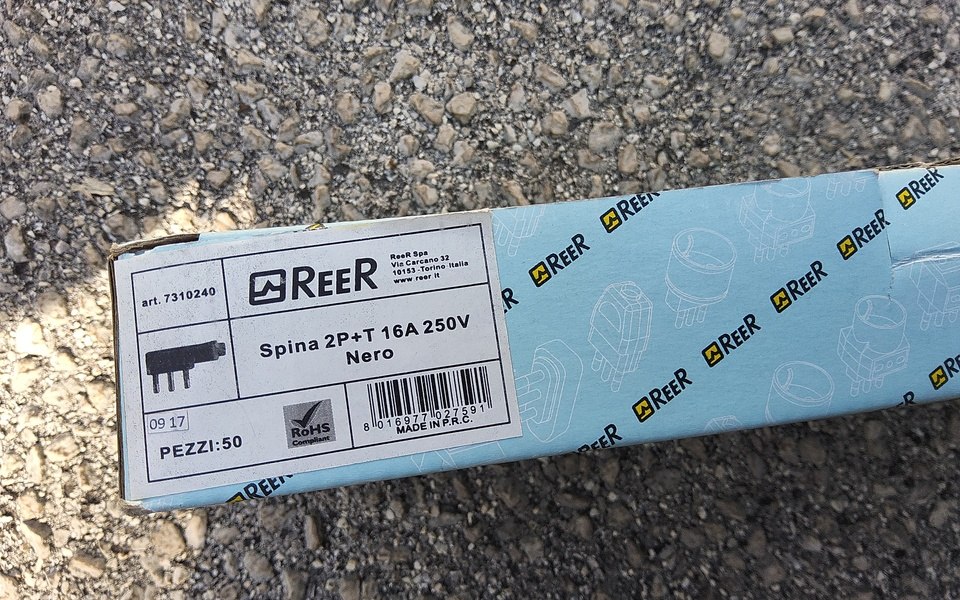 art. 7310240
REER
ReeR Spa
Via Carcano 32
10153 -Torino Italia
www. reer. it
Spina 2P+T 16A 250V
Nero
09 17
PEZZI:50
RoHS
Compliant
8 016977 027591
MADE IN P.R.C.
REER
REER
REER
REER
REER
REER
REER
REER